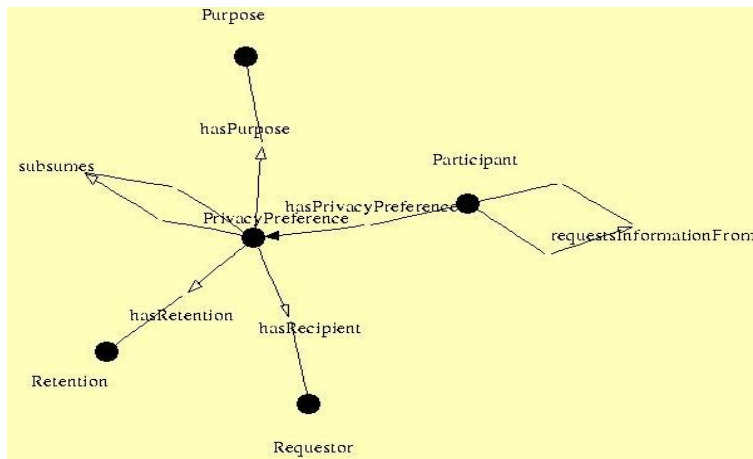 Purpose
hasPurpose
subsumes
Participant
hasPrivacyPreference
PrivacyPreference
requestsInformationFrom
hasRetention
hasRecipient
Retention
Requestor